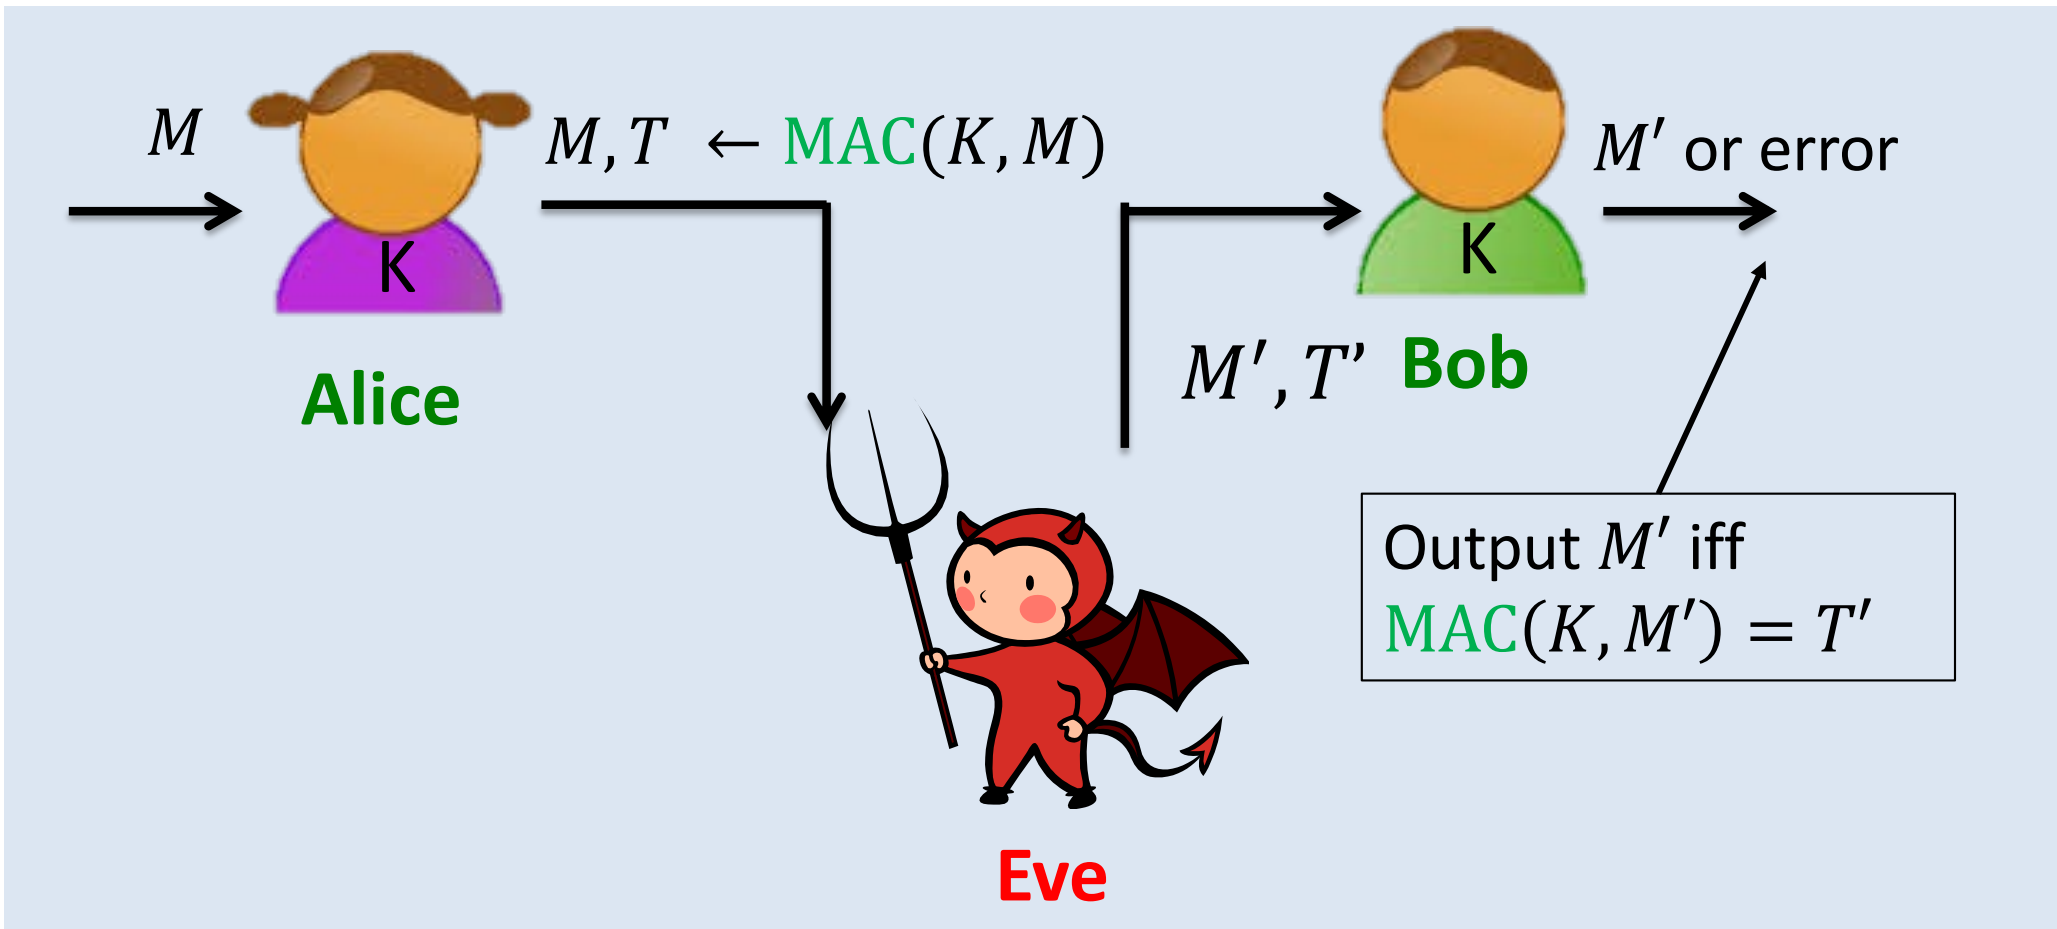 M
M, T ← MAC(K, M)
M′ or error
K
K
Alice
M′, T’
Bob
Output M′ iff
MAC(K, M′) = T′
Eve